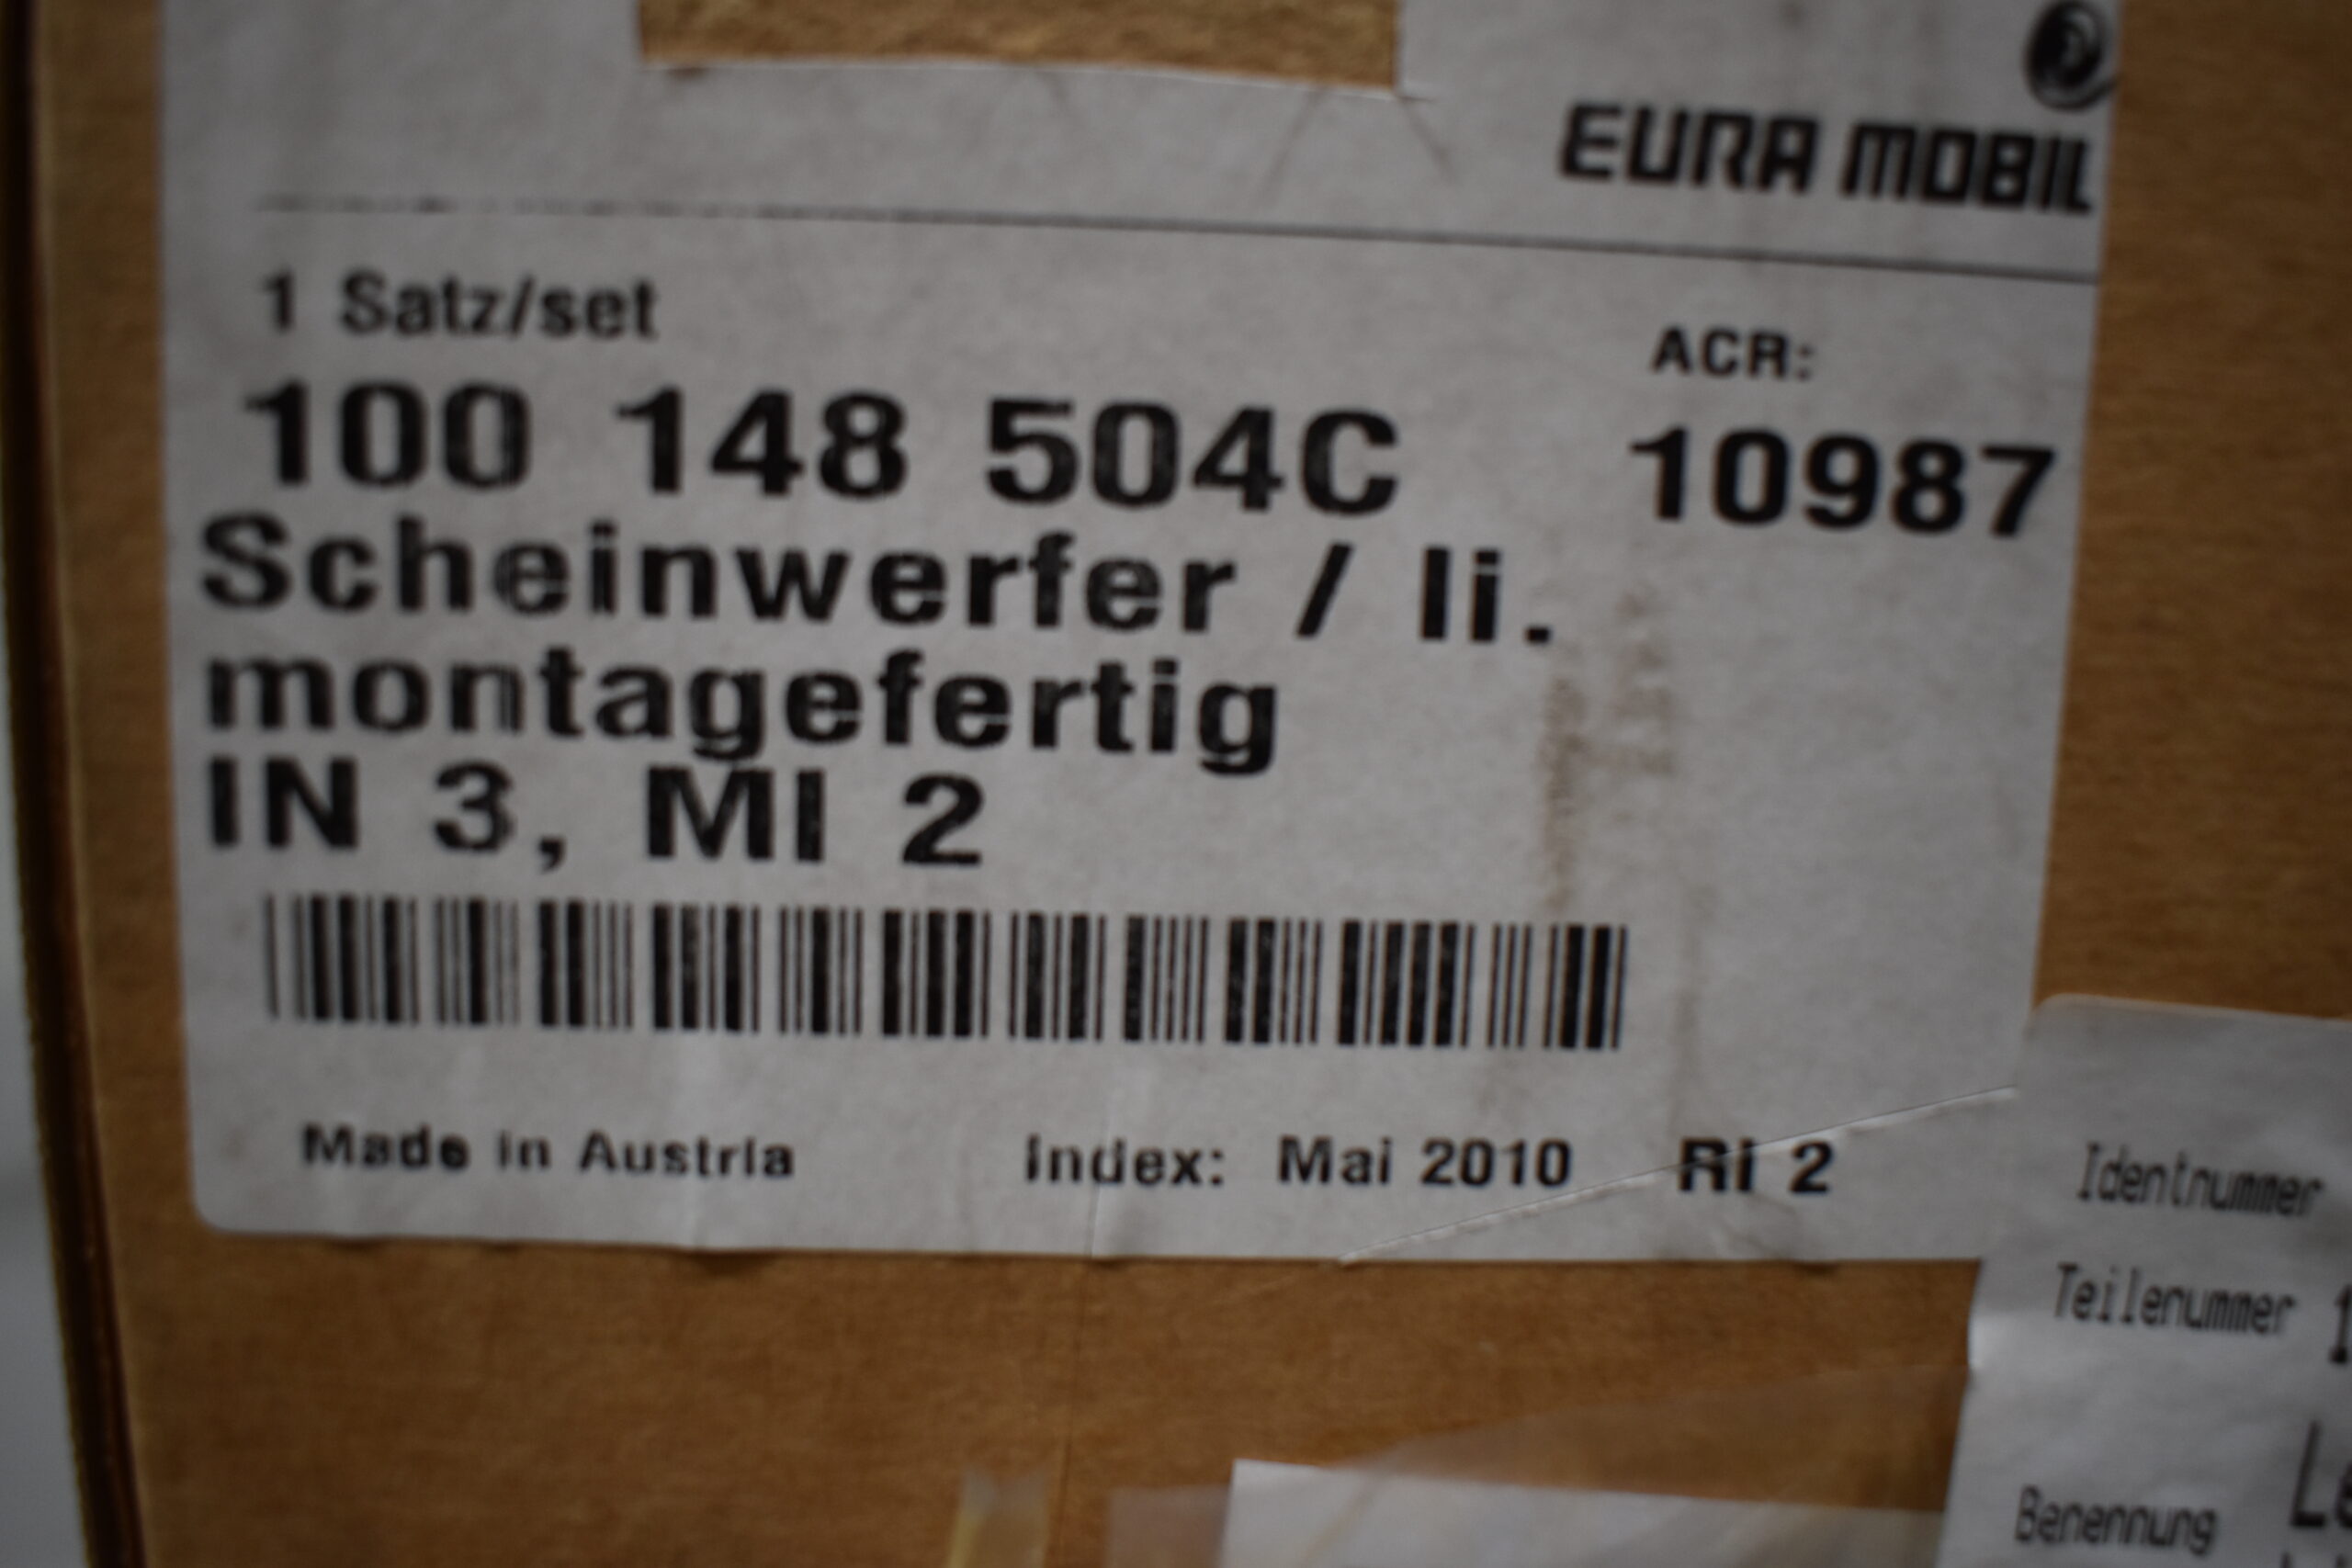 EURA MOBIL
1 Satz/set
ACR:
100 148 504C
10987
Scheinwerfer / li.
montagefertig
IN 3, MI 2
Made in Austria
Index: Mai 2010
RI 2
Identnummer
Teilenummer 1
Benennung